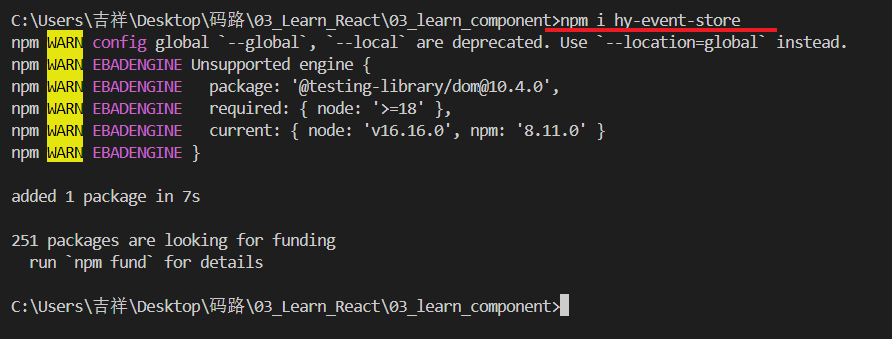 C:\Users\吉祥\Desktop\码路\03_Learn_React\03_learn_component>npm i hy-event-store
npm WARN config global `--global`, `--local` are deprecated. Use `--location=global` instead.
npm WARN EBADENGINE Unsupported engine {
npm WARN EBADENGINE   package: '@testing-library/dom@10.4.0',
npm WARN EBADENGINE   required: { node: '>=18' },
npm WARN EBADENGINE   current: { node: 'v16.16.0', npm: '8.11.0' }
npm WARN EBADENGINE }
added 1 package in 7s
251 packages are looking for funding
  run `npm fund` for details
C:\Users\吉祥\Desktop\码路\03_Learn_React\03_learn_component>